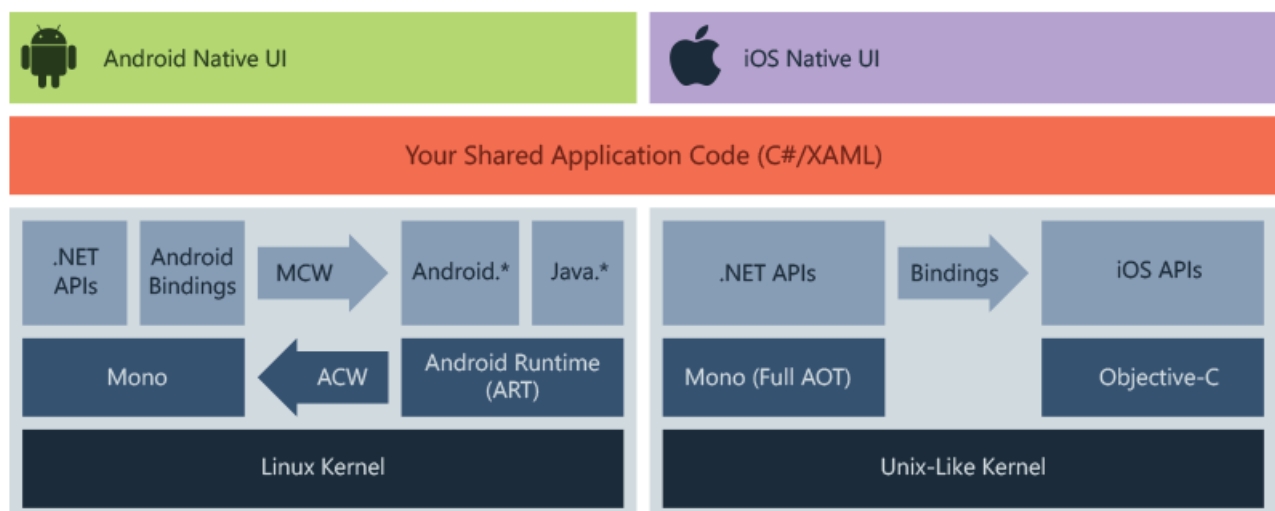 Android Native UI
iOS Native UI
Your Shared Application Code (C#/XAML)
.NET
APIs
Android
Bindings
MCW
Android.*
Java.*
.NET APIs
Bindings
iOS APIs
Mono
ACW
Android Runtime
(ART)
Mono (Full AOT)
Objective-C
Linux Kernel
Unix-Like Kernel